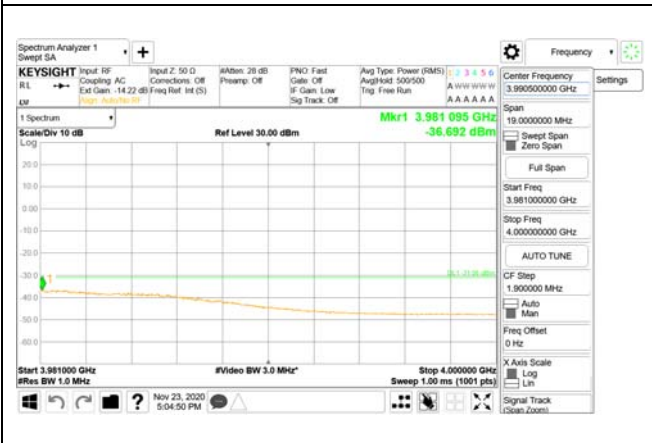 Spectrum Analyzer 1
Swept SA
+
Frequency
KEYSIGHT
RL
Input: RF
Coupling: AC
Ext Gain: -14.22 dB
Align: Auto/No RF
Input Z: 50 Ω
Corrections: Off
Freq Ref: Int (S)
#Atten: 28 dB
Preamp: Off
PNO: Fast
Gate: Off
IF Gain: Low
Sig Track: Off
Avg Type: Power (RMS)
Avg|Hold: 500/500
Trig: Free Run
1 2 3 4 5 6
A W W W W W
A A A A A A
1 Spectrum
Scale/Div 10 dB
Log
Ref Level 30.00 dBm
Mkr1 3.981 095 GHz
-36.692 dBm
20.0
10.0
0.00
-10.0
-20.0
-30.0
-40.0
-50.0
-60.0
1
Start 3.981000 GHz
#Res BW 1.0 MHz
#Video BW 3.0 MHz*
Stop 4.000000 GHz
Sweep 1.00 ms (1001 pts)
?
Nov 23, 2020
5:04:50 PM
Center Frequency
3.990500000 GHz
Settings
Span
19.0000000 MHz
Swept Span
Zero Span
Full Span
Start Freq
3.981000000 GHz
Stop Freq
4.000000000 GHz
AUTO TUNE
CF Step
1.900000 MHz
Auto
Man
Freq Offset
0 Hz
X Axis Scale
Log
Lin
Signal Track
(Span Zoom)